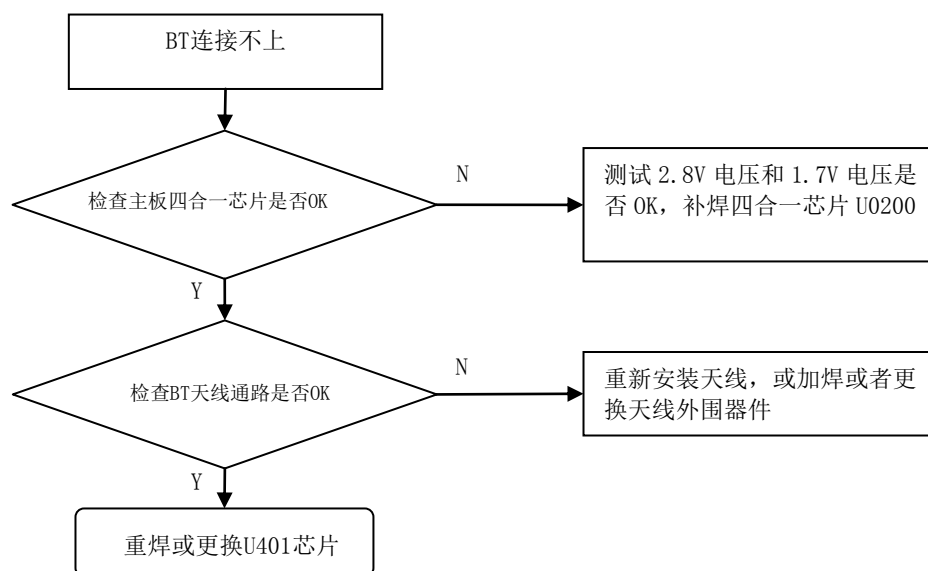 BT连接不上
检查主板四合一芯片是否OK
N
测试 2.8V 电压和 1.7V 电压是
否 OK，补焊四合一芯片 U0200
Y
检查BT天线通路是否OK
N
重新安装天线，或加焊或者更
换天线外围器件
Y
重焊或更换U401芯片